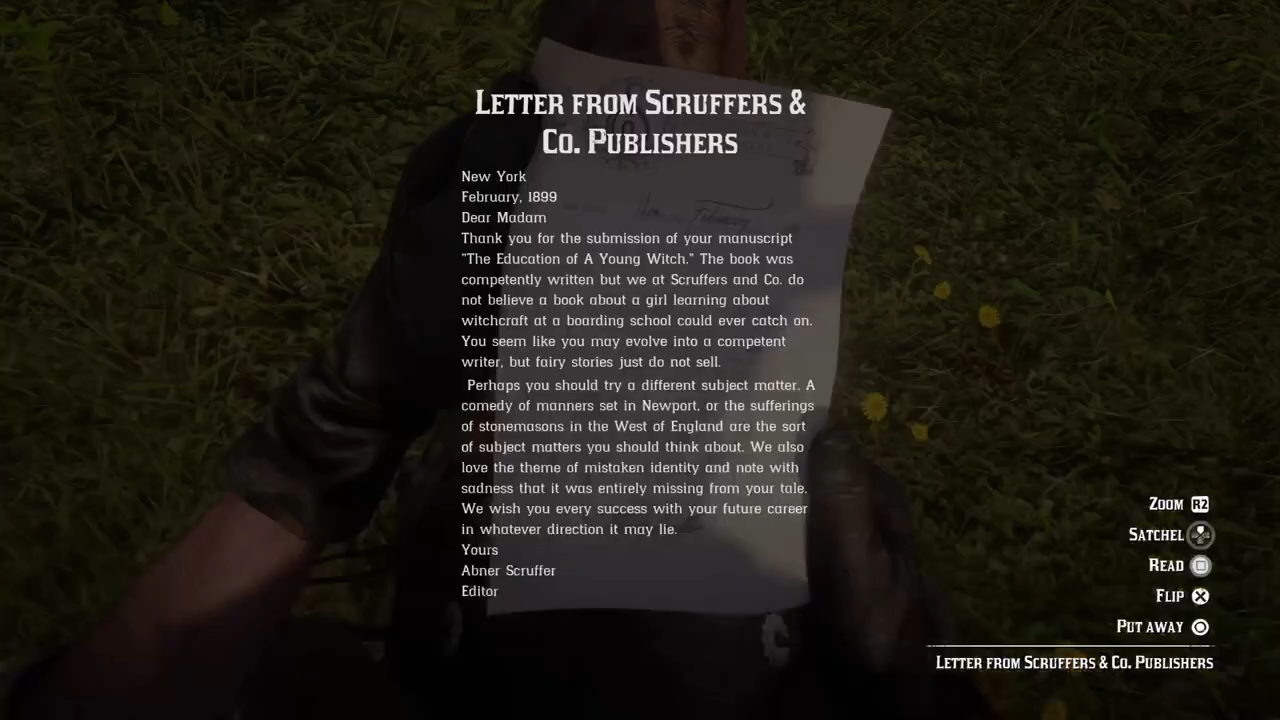 Letter from Scruffers &
Co. Publishers
New York
February, 1899
Dear Madam
Thank you for the submission of your manuscript
"The Education of A Young Witch." The book was
competently written but we at Scruffers and Co. do
not believe a book about a girl learning about
witchcraft at a boarding school could ever catch on.
You seem like you may evolve into a competent
writer, but fairy stories just do not sell.
Perhaps you should try a different subject matter. A
comedy of manners set in Newport, or the sufferings
of stonemasons in the West of England are the sort
of subject matters you should think about. We also
love the theme of mistaken identity and note with
sadness that it was entirely missing from your tale.
We wish you every success with your future career
in whatever direction it may lie.
Yours
Abner Scruffer
Editor
February
Zoom R2
Satchel
Read
Flip
Put away
Letter from Scruffers & Co. Publishers